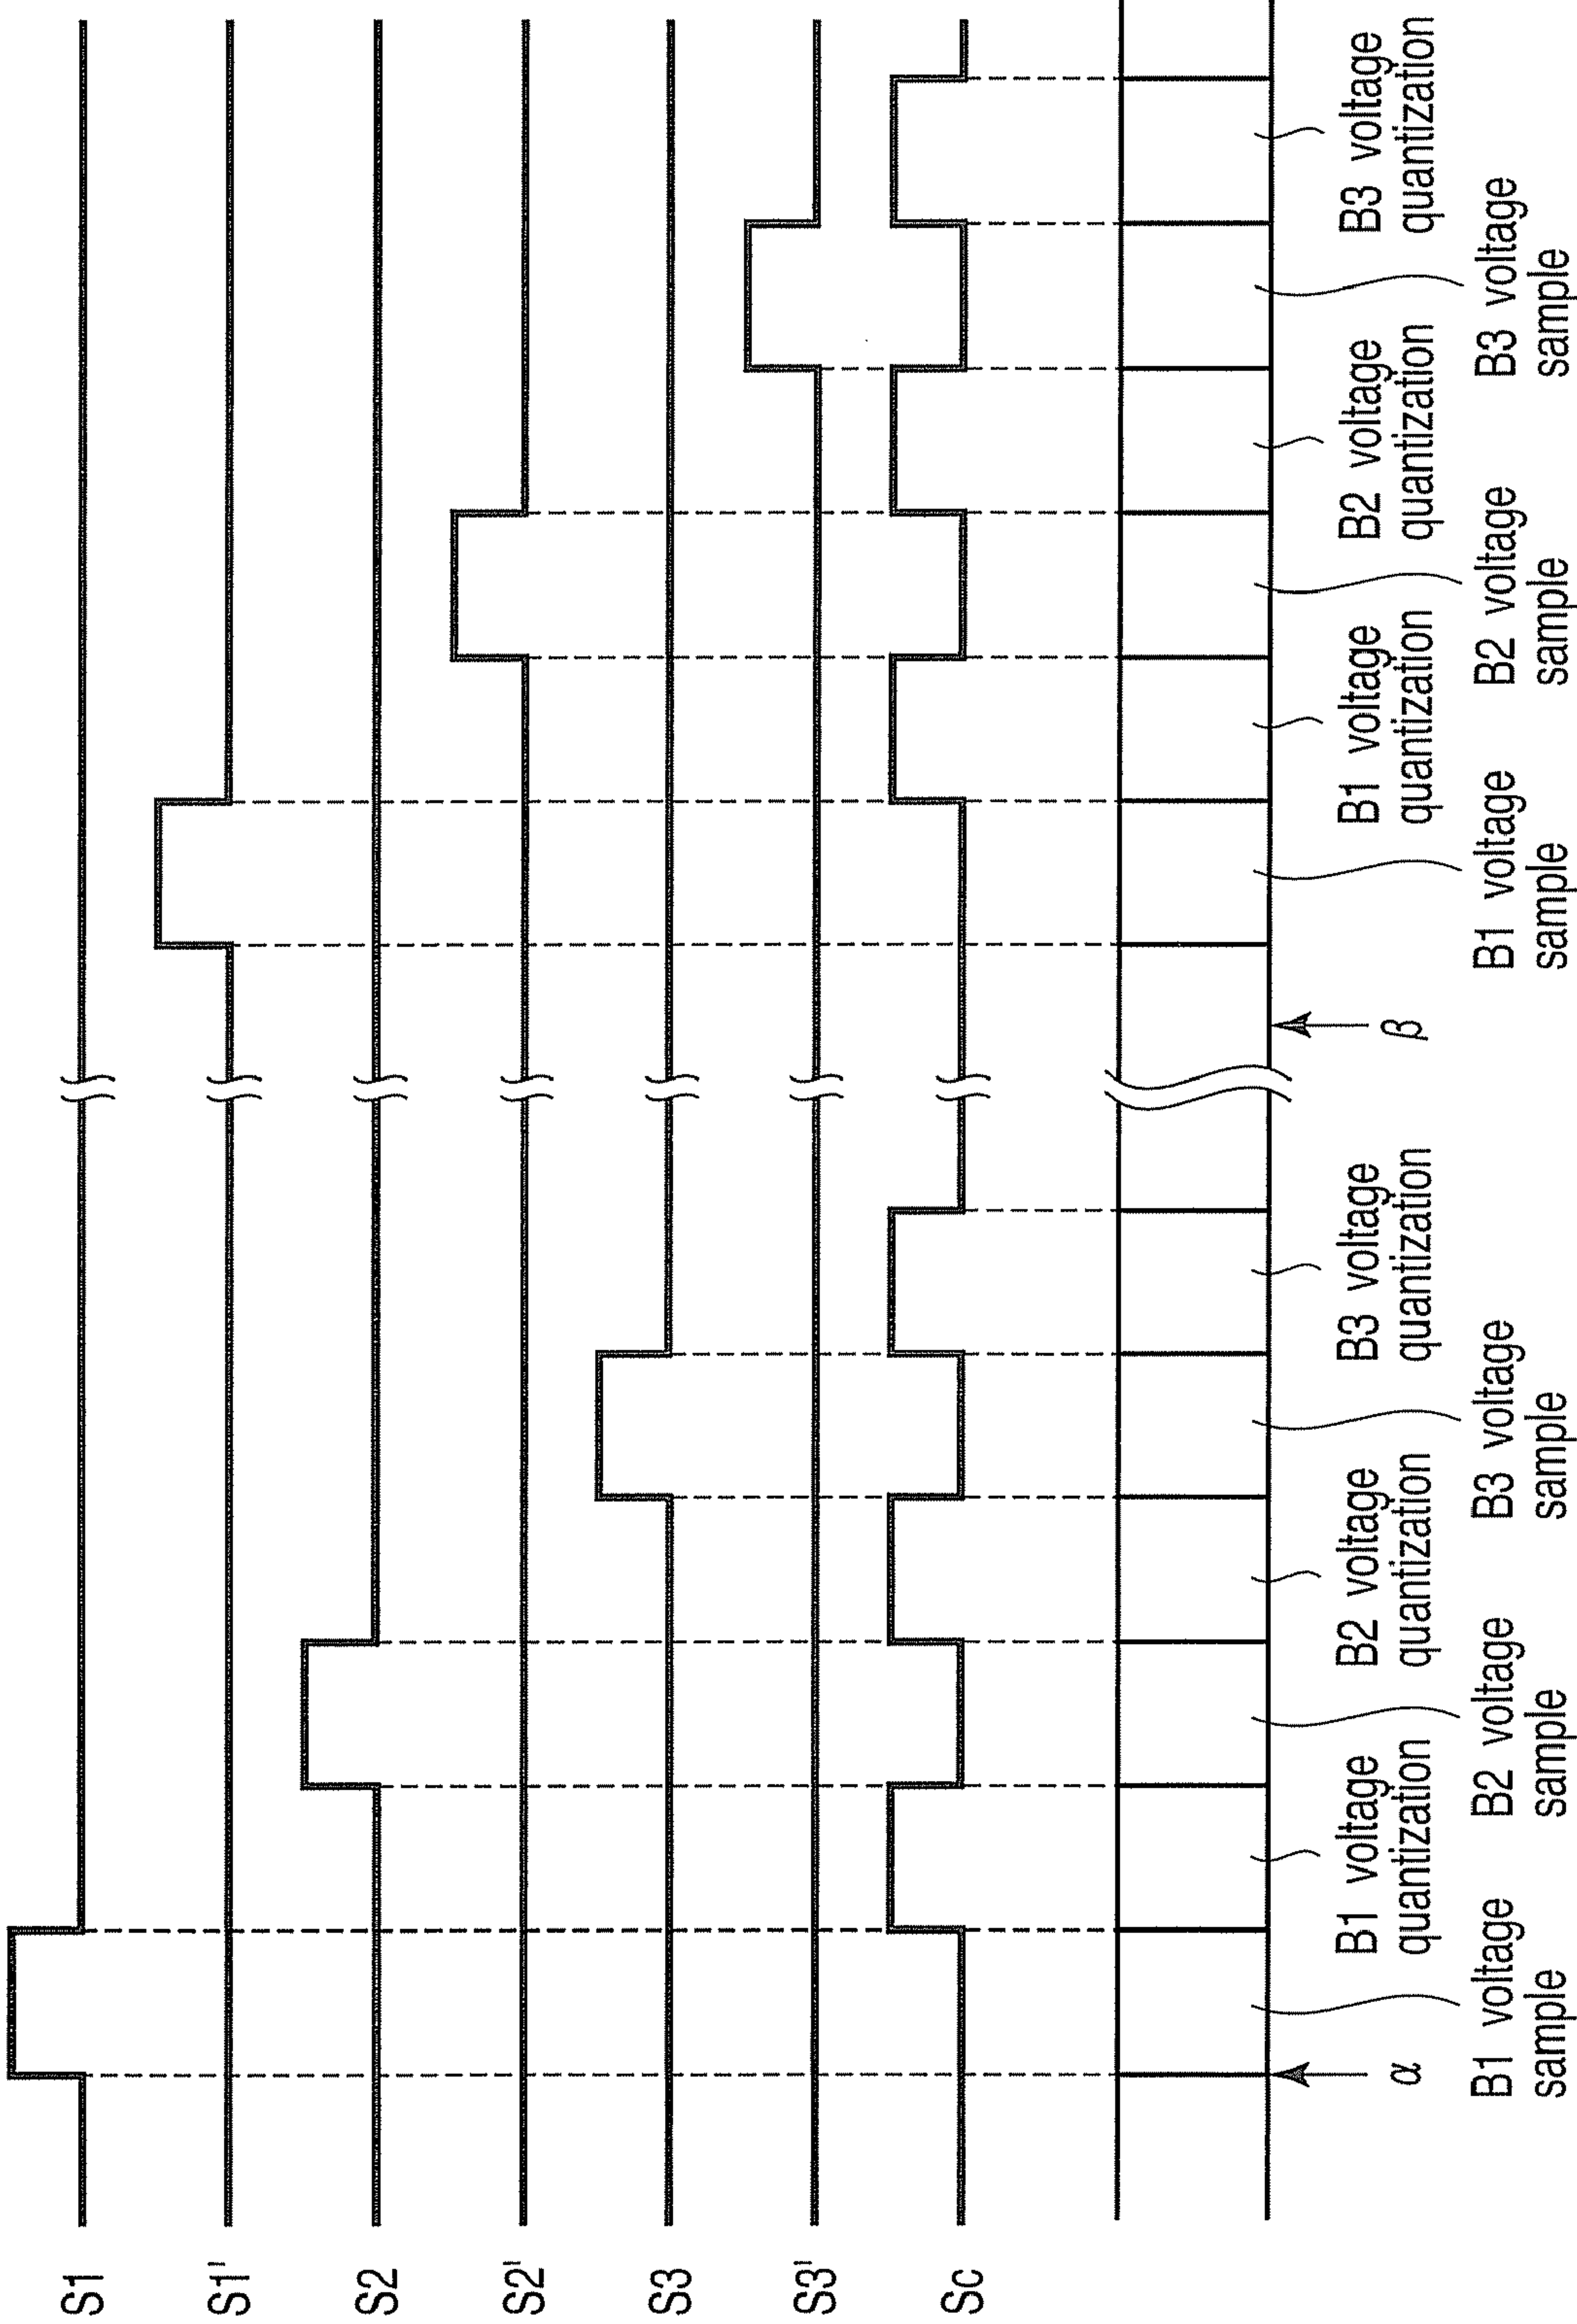 S1
S1'
S2
S2'
S3
S3'
Sc
α
B1 voltage
sample
B1 voltage
quantization
B2 voltage
sample
B2 voltage
quantization
B3 voltage
sample
B3 voltage
quantization
β
B1 voltage
sample
B1 voltage
quantization
B2 voltage
sample
B2 voltage
quantization
B3 voltage
sample
B3 voltage
quantization